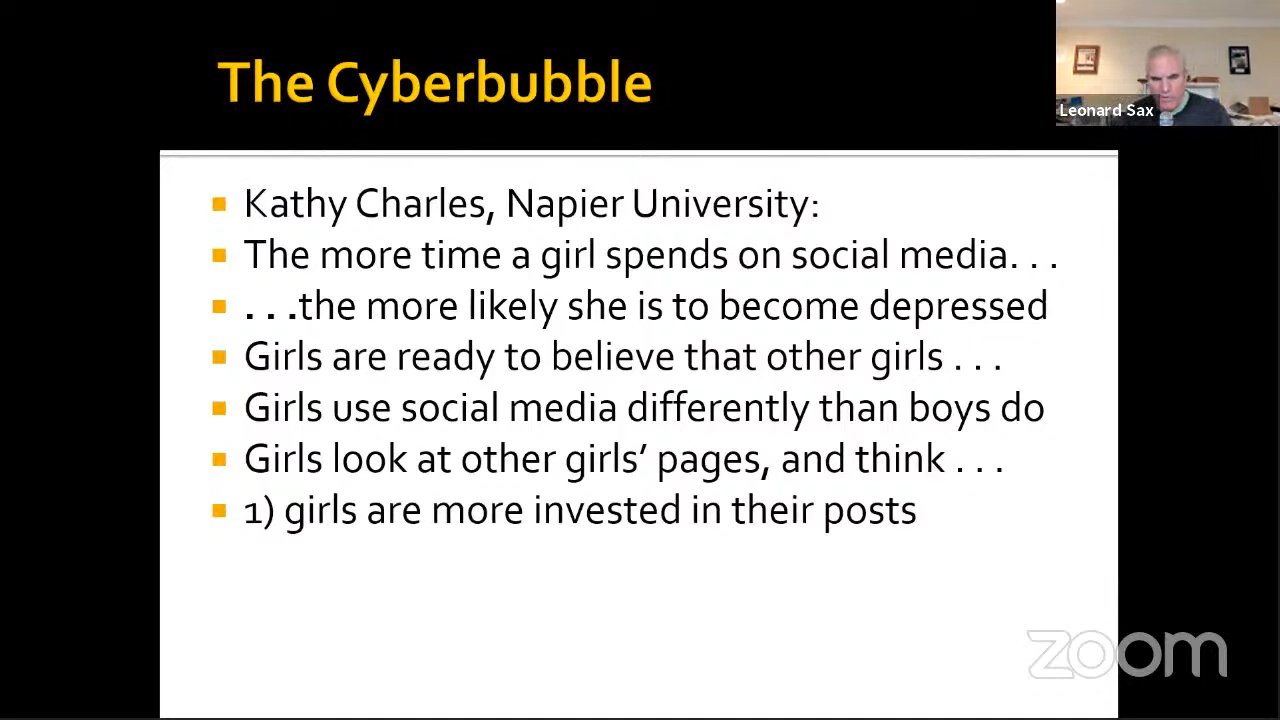 The Cyberbubble
Leonard Sax
Kathy Charles, Napier University:
The more time a girl spends on social media. . .
. . .the more likely she is to become depressed
Girls are ready to believe that other girls . . .
Girls use social media differently than boys do
Girls look at other girls’ pages, and think . . .
1) girls are more invested in their posts
zoom